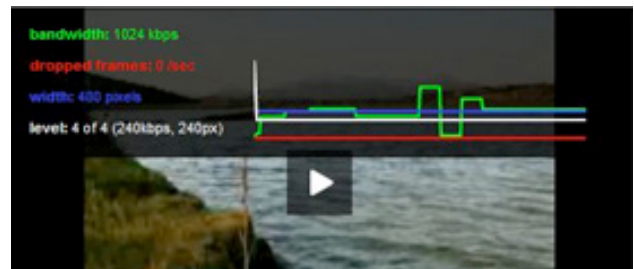 bandwidth: 1024 kbps
dropped frames: 0 /sec
width: 480 pixels
level: 4 of 4 (240kbps, 240px)